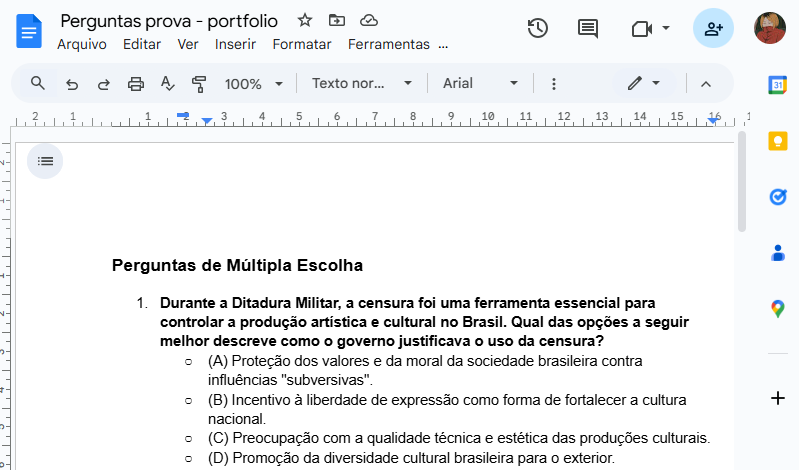 Perguntas prova - portfolio
Arquivo Editar Ver Inserir Formatar Ferramentas ...
100% Texto nor... Arial
2 1 1 2 3 4 5 6 7 8 9 10 11 12 13 14 15 16
31
Perguntas de Múltipla Escolha
1. Durante a Ditadura Militar, a censura foi uma ferramenta essencial para
controlar a produção artística e cultural no Brasil. Qual das opções a seguir
melhor descreve como o governo justificava o uso da censura?
○ (A) Proteção dos valores e da moral da sociedade brasileira contra
influências "subversivas".
○ (B) Incentivo à liberdade de expressão como forma de fortalecer a cultura
nacional.
○ (C) Preocupação com a qualidade técnica e estética das produções culturais.
○ (D) Promoção da diversidade cultural brasileira para o exterior.